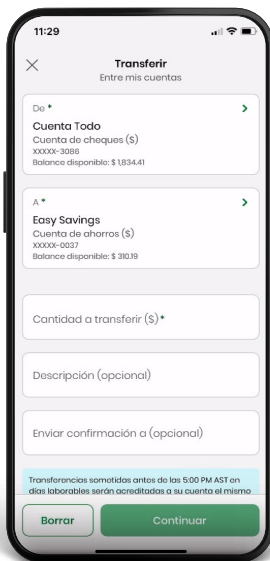 11:29
Transferir
Entre mis cuentas
De *
Cuenta Todo
Cuenta de cheques ($)
XXXXX-3086
Balance disponible: $ 1,834.41
A *
Easy Savings
Cuenta de ahorros ($)
XXXXX-0037
Balance disponible: $ 310.19
Cantidad a transferir ($)*
Descripción (opcional)
Enviar confirmación a (opcional)
Transferencias sometidas antes de las 5:00 PM AST en
días laborables serán acreditadas a su cuenta el mismo
Borrar
Continuar